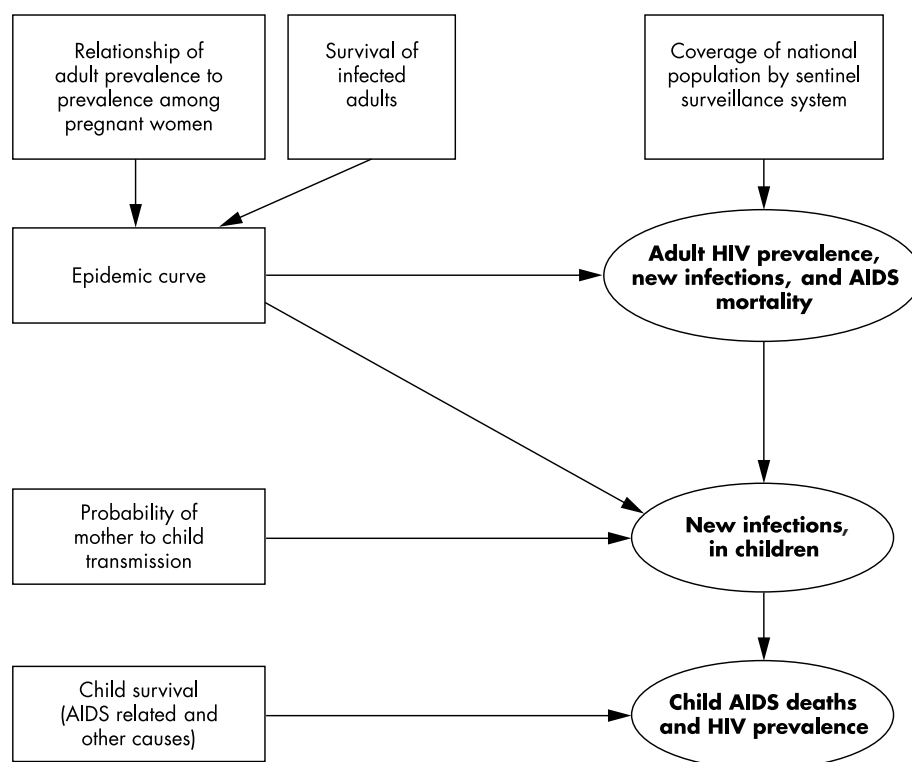 Relationship of
adult prevalence to
prevalence among
pregnant women
Survival of
infected
adults
Coverage of national
population by sentinel
surveillance system
Epidemic curve
Adult HIV prevalence,
new infections, and AIDS
mortality
Probability of
mother to child
transmission
New infections,
in children
Child survival
(AIDS related and
other causes)
Child AIDS deaths
and HIV prevalence